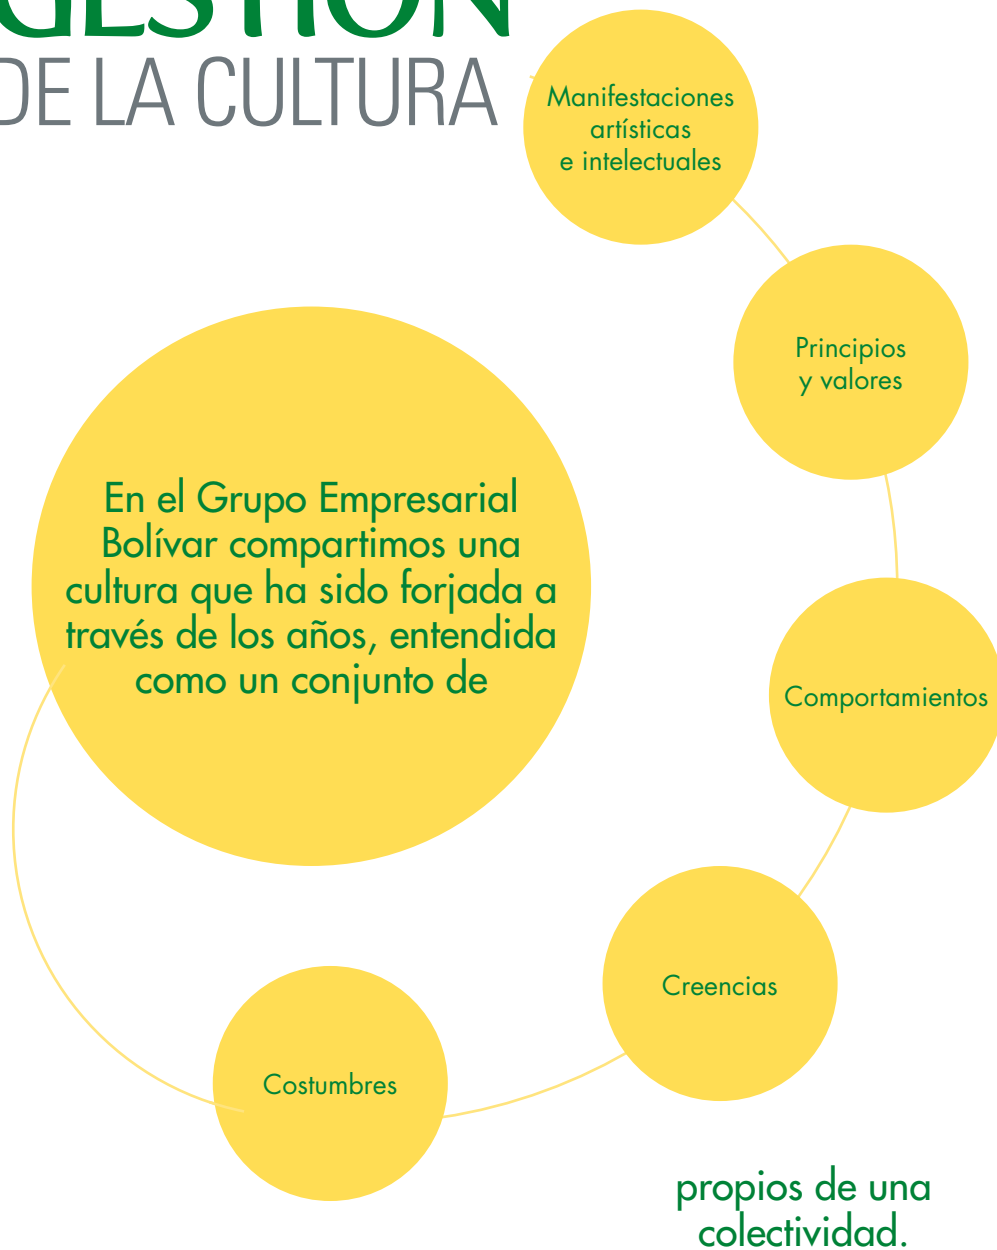 GESTIÓN
DE LA CULTURA
Manifestaciones
artísticas
e intelectuales
Principios
y valores
En el Grupo Empresarial
Bolívar compartimos una
cultura que ha sido forjada a
través de los años, entendida
como un conjunto de
Comportamientos
Creencias
Costumbres
propios de una
colectividad.